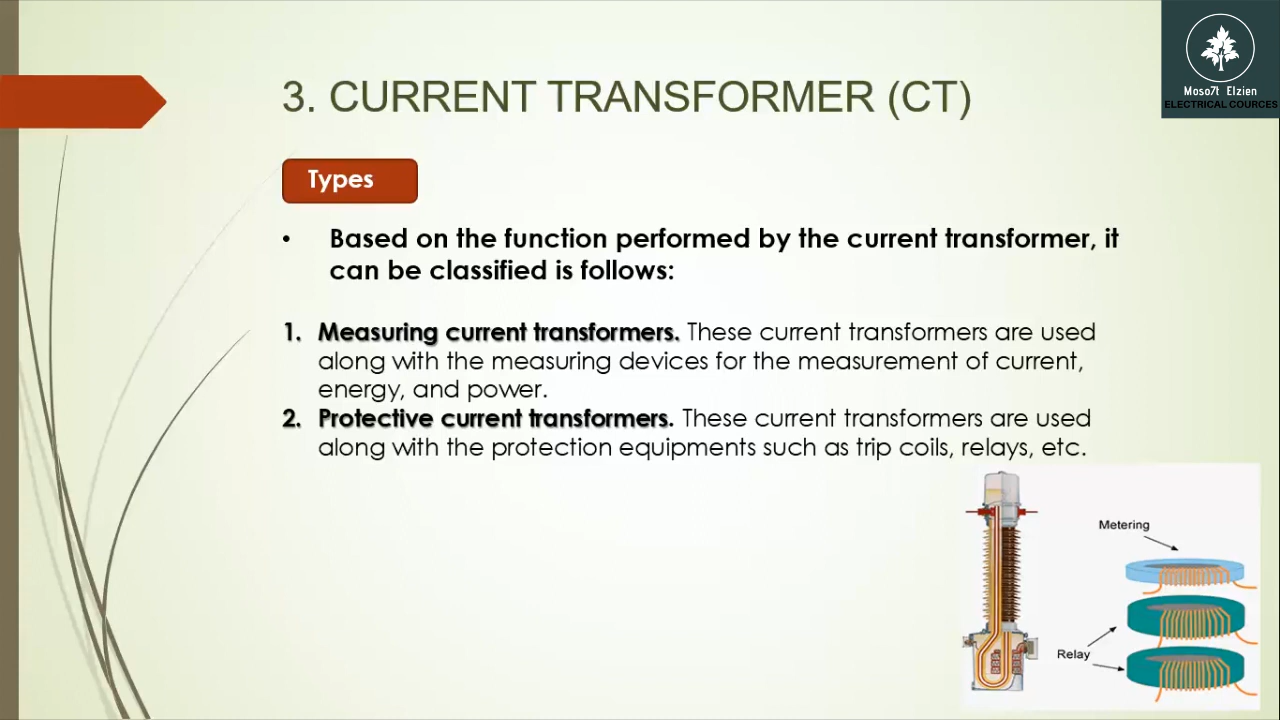 3. CURRENT TRANSFORMER (CT)
Moso7t Elzien
ELECTRICAL COURCES
Types
• Based on the function performed by the current transformer, it
can be classified is follows:
1. Measuring current transformers. These current transformers are used
along with the measuring devices for the measurement of current,
energy, and power.
2. Protective current transformers. These current transformers are used
along with the protection equipments such as trip coils, relays, etc.
Metering
Relay